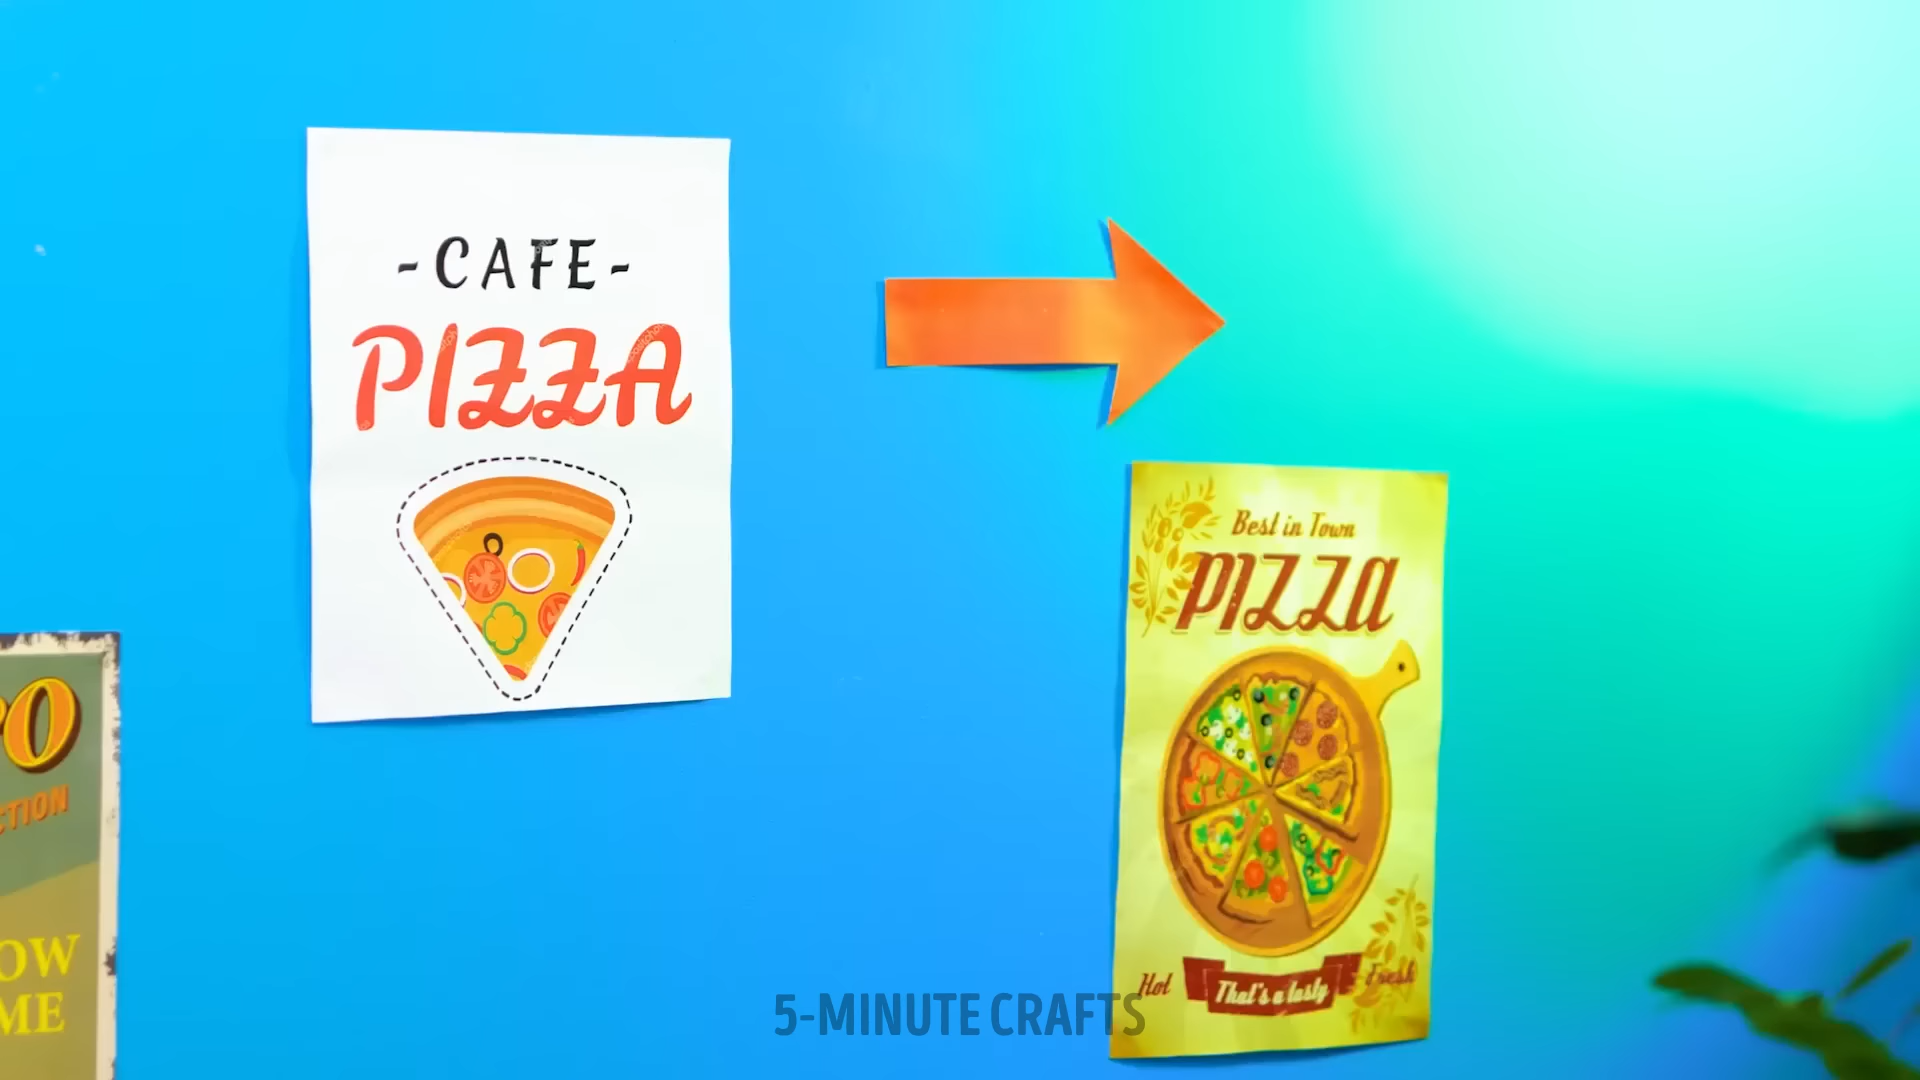 -CAFE-
PIZZA
Best in Town
PIZZA
Hot
That's a tasty
Fresh
5-MINUTE CRAFTS